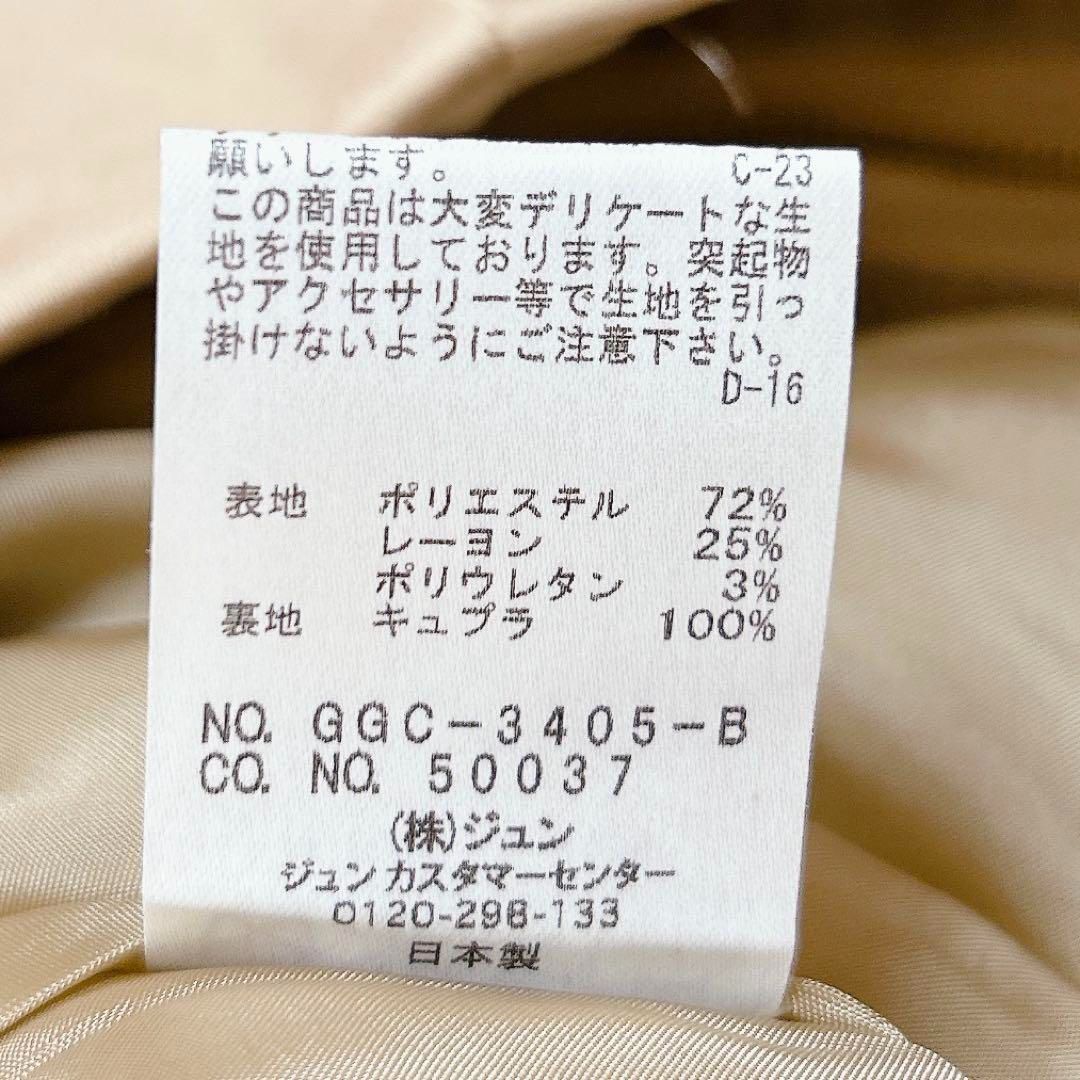 願いします。
C-23
この商品は大変デリケートな生
地を使用しております。突起物
やアクセサリー等で生地を引っ
掛けないようにご注意下さい。
D-16
表地 ポリエステル 72%
レーヨン 25%
ポリウレタン 3%
裏地 キュプラ 100%
NO. GGC-3405-B
CO. NO. 50037
(株)ジュン
ジュンカスタマーセンター
0120-298-133
日本製